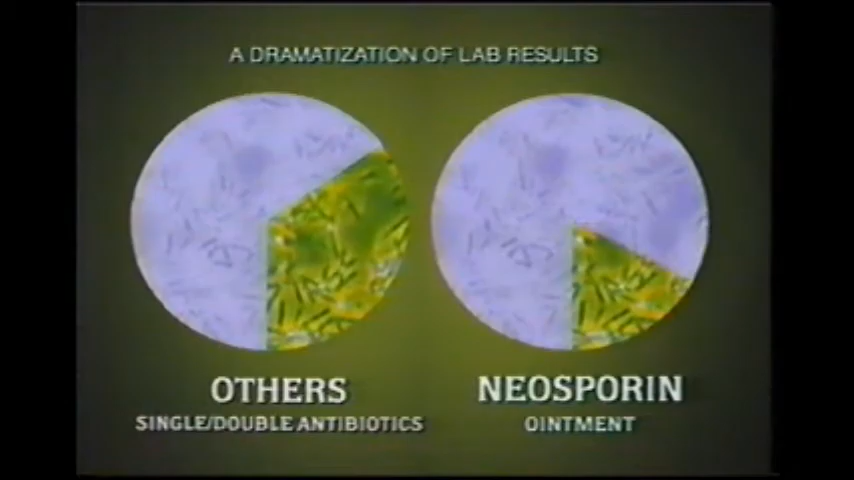 A DRAMATIZATION OF LAB RESULTS
OTHERS
SINGLE/DOUBLE ANTIBIOTICS
NEOSPORIN
OINTMENT